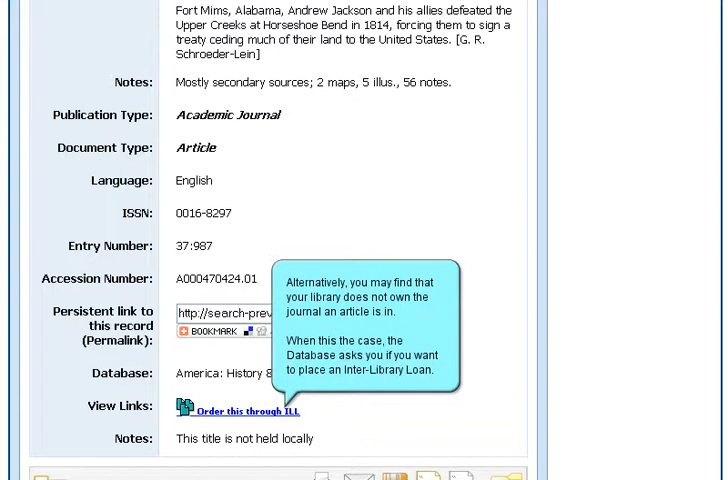 Fort Mims, Alabama, Andrew Jackson and his allies defeated the
Upper Creeks at Horseshoe Bend in 1814, forcing them to sign a
treaty ceding much of their land to the United States. [G. R.
Schroeder-Lein]
Notes: Mostly secondary sources; 2 maps, 5 illus., 56 notes.
Publication Type: Academic Journal
Document Type: Article
Language: English
ISSN: 0016-8297
Entry Number: 37:987
Accession Number: A000470424.01
Persistent link to
this record
(Permalink):
http://search-prev
BOOKMARK
Database: America: History &
View Links: Order this through ILL
Notes: This title is not held locally
Alternatively, you may find that
your library does not own the
journal an article is in.
When this the case, the
Database asks you if you want
to place an Inter-Library Loan.